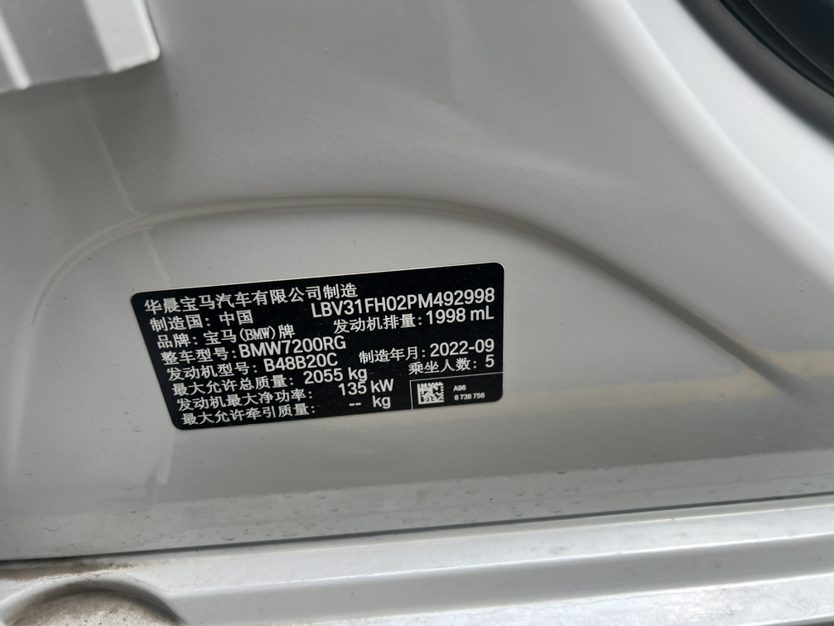 华晨宝马汽车有限公司制造
制造国：中国 LBV31FH02PM492998
品牌：宝马(BMW)牌 发动机排量：1998 mL
整车型号：BMW7200RG
发动机型号：B48B20C 制造年月：2022-09
最大允许总质量：2055 kg 乘坐人数：5
发动机最大净功率：135 kW
最大允许牵引质量：-- kg
A96
8 738 756